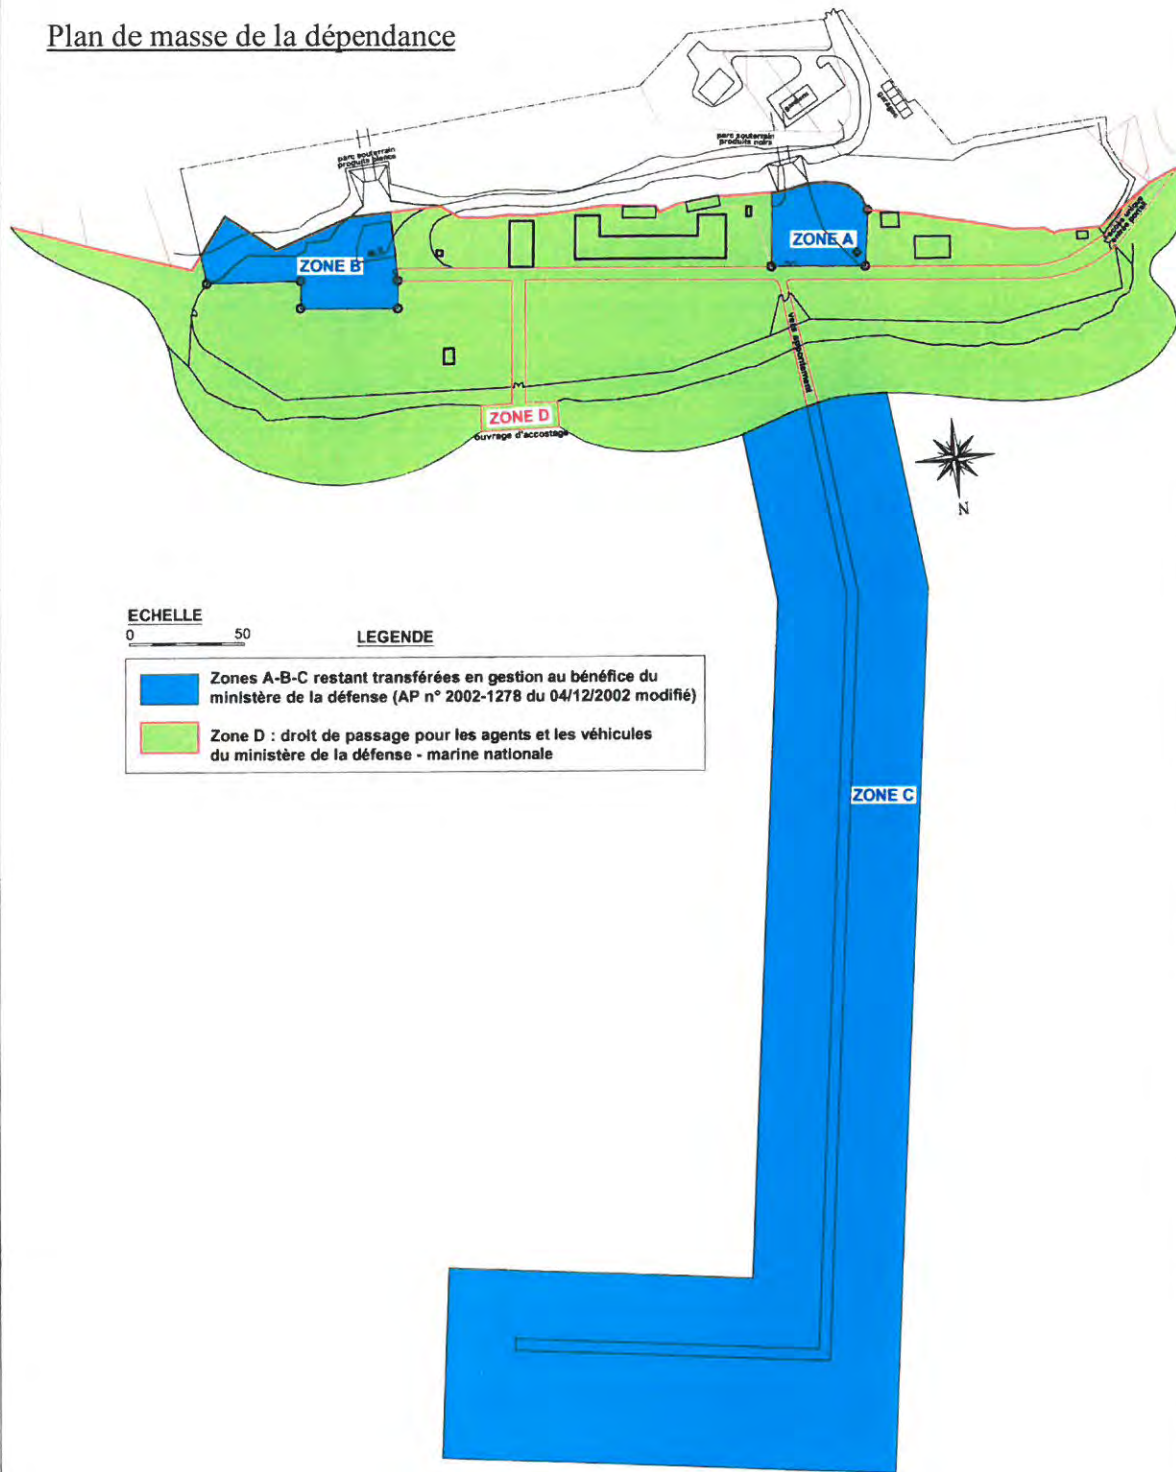 Plan de masse de la dépendance
parc souterrain
produits blancs
parc souterrain
produits noirs
garages
ZONE A
ZONE B
vers appontement
ZONE D
ouvrage d'accostage
N
ECHELLE
0 50
LEGENDE
Zones A-B-C restant transférées en gestion au bénéfice du
ministère de la défense (AP n° 2002-1278 du 04/12/2002 modifié)
Zone D : droit de passage pour les agents et les véhicules
du ministère de la défense - marine nationale
ZONE C